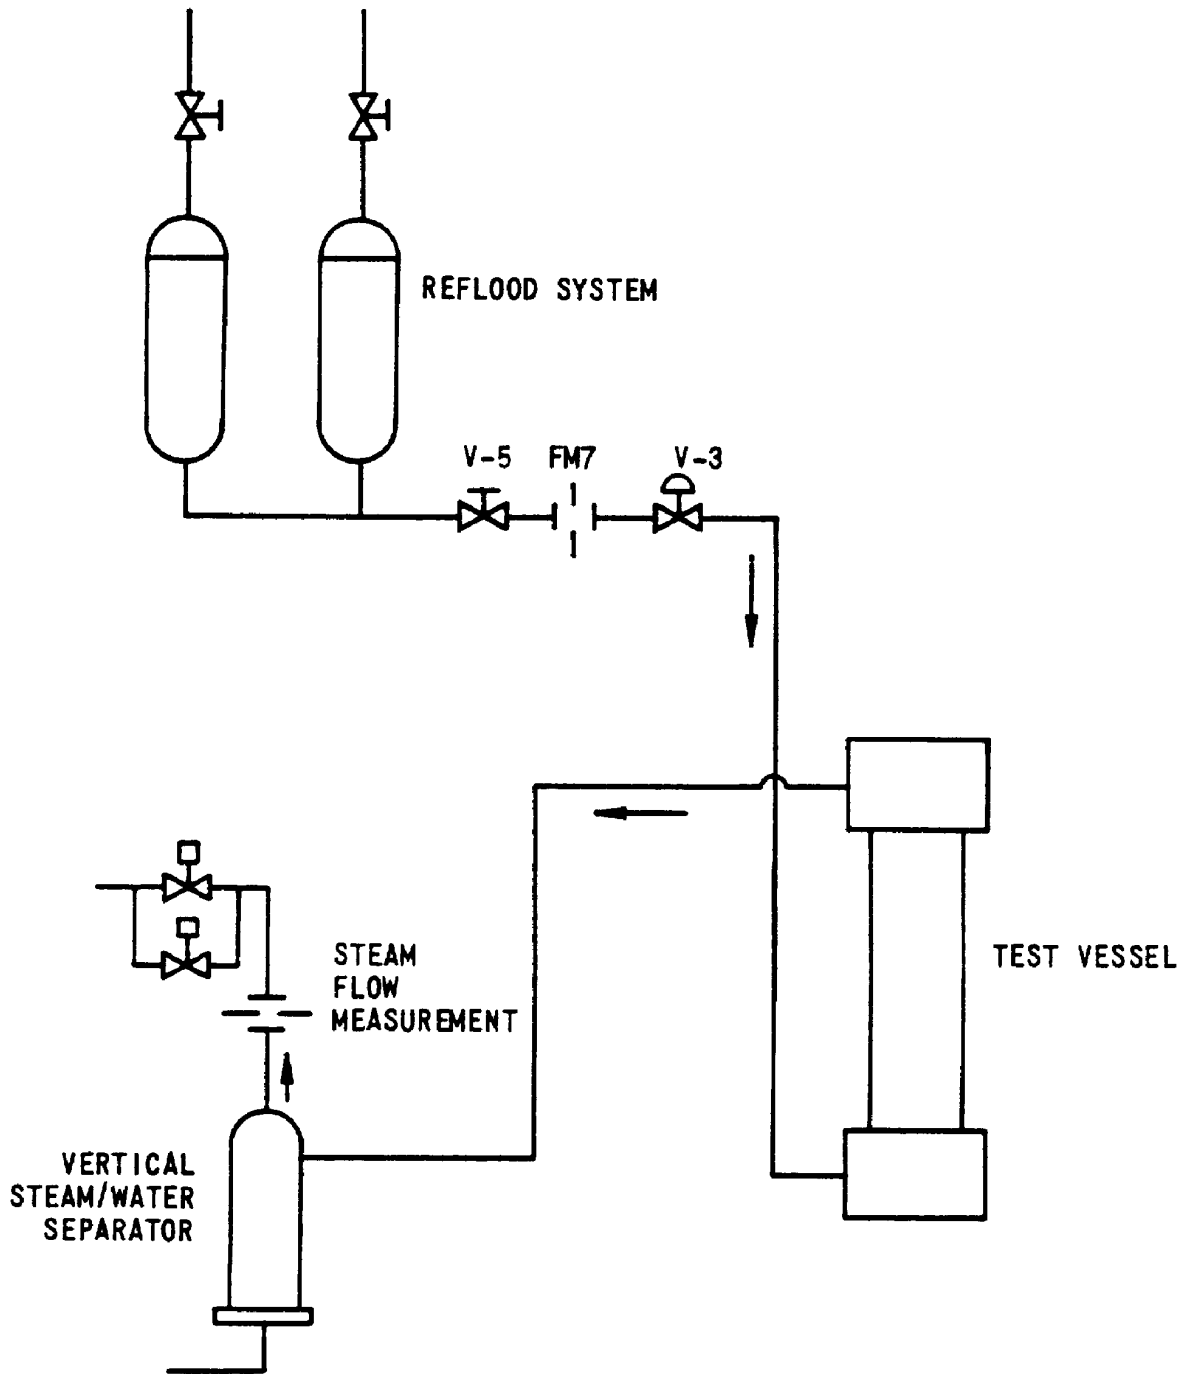 REFLOOD SYSTEM
V-5 FM7 V-3
TEST VESSEL
STEAM
FLOW
MEASUREMENT
VERTICAL
STEAM/WATER
SEPARATOR